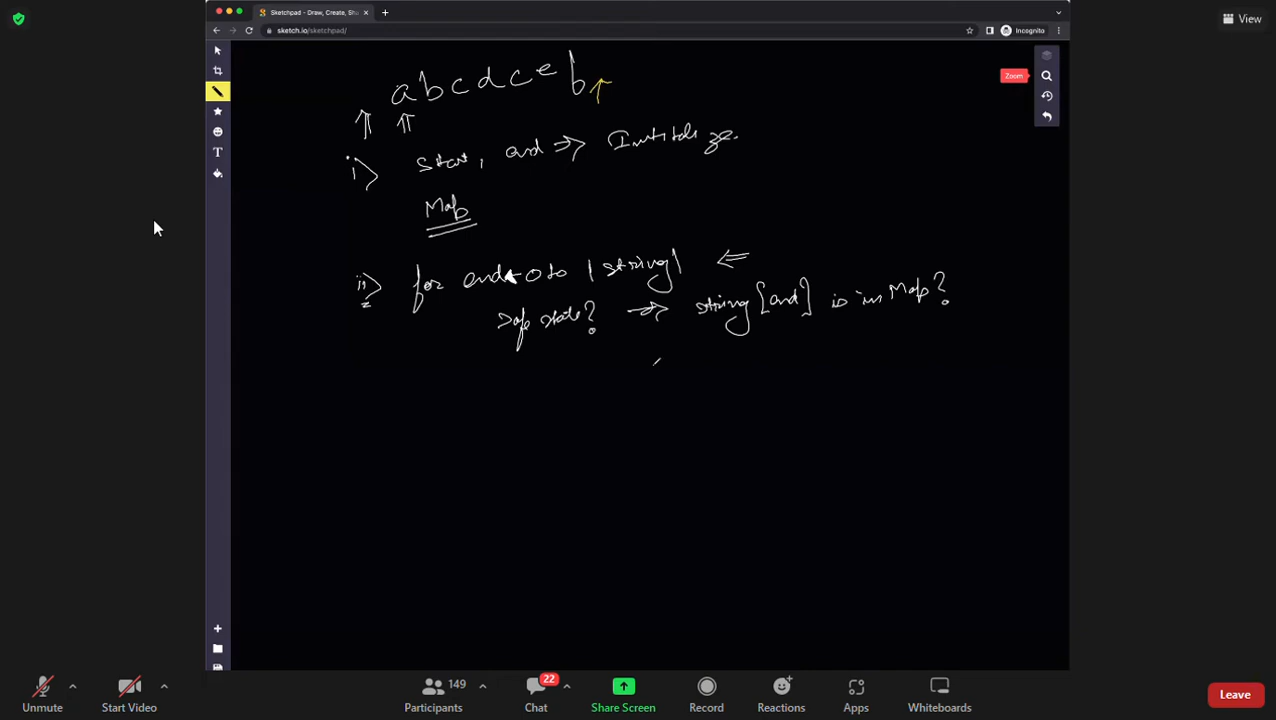 View
Sketchpad - Draw, Create, Sha
sketch.io/sketchpad/
Incognito
Zoom
T
abcdceb
i> start, end => Initialize.
Map
ii> for end ← 0 to |string|
safe state? → string[end] is in Map?
Unmute
Start Video
149
Participants
22
Chat
Share Screen
Record
Reactions
Apps
Whiteboards
Leave